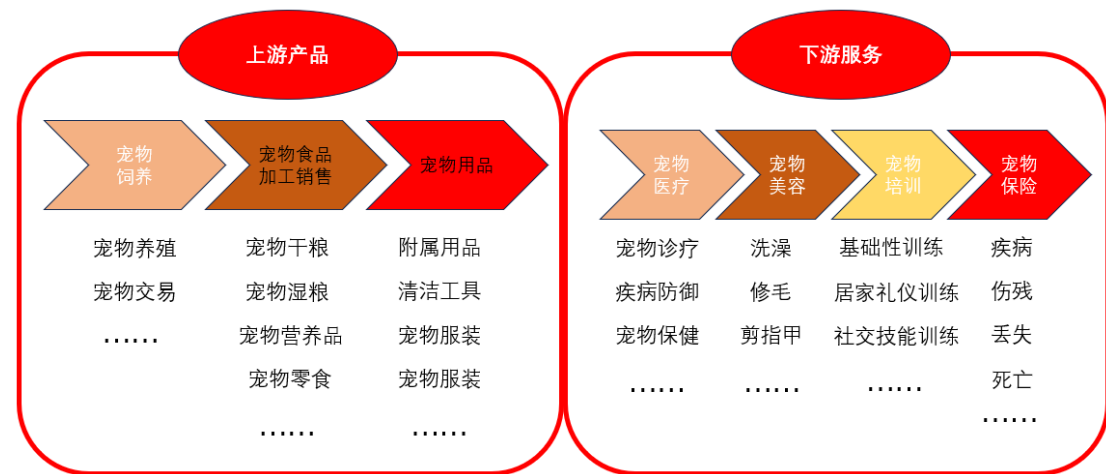 上游产品
宠物
饲养
宠物食品
加工销售
宠物用品
宠物养殖
宠物交易
……
宠物干粮
宠物湿粮
宠物营养品
宠物零食
……
附属用品
清洁工具
宠物服装
宠物服装
……
下游服务
宠物
医疗
宠物
美容
宠物
培训
宠物
保险
宠物诊疗
疾病防御
宠物保健
……
洗澡
修毛
剪指甲
……
基础性训练
居家礼仪训练
社交技能训练
……
疾病
伤残
丢失
死亡
……